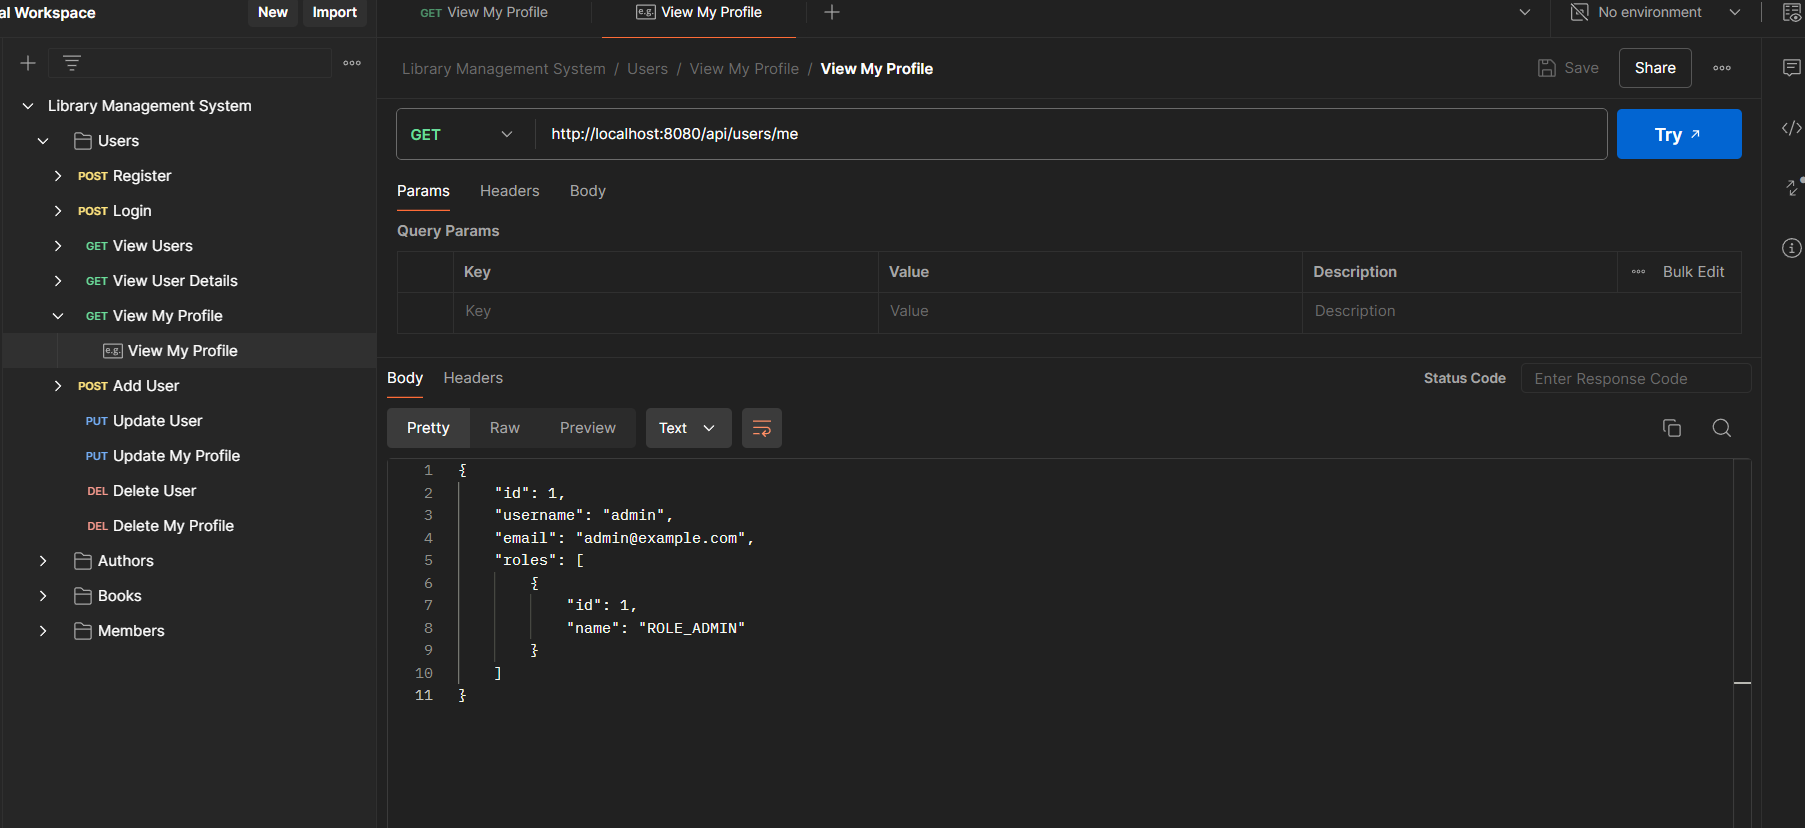 al Workspace
New
Import
GET View My Profile
e.g. View My Profile
No environment
Library Management System / Users / View My Profile / View My Profile
Save
Share
Library Management System
Users
POST Register
POST Login
GET View Users
GET View User Details
GET View My Profile
e.g. View My Profile
POST Add User
PUT Update User
PUT Update My Profile
DEL Delete User
DEL Delete My Profile
Authors
Books
Members
GET
http://localhost:8080/api/users/me
Try
Params Headers Body
Query Params
Key Value Description Bulk Edit
Key Value Description
Body Headers
Status Code Enter Response Code
Pretty Raw Preview Text
1 {
2 "id": 1,
3 "username": "admin",
4 "email": "admin@example.com",
5 "roles": [
6 {
7 "id": 1,
8 "name": "ROLE_ADMIN"
9 }
10 ]
11 }